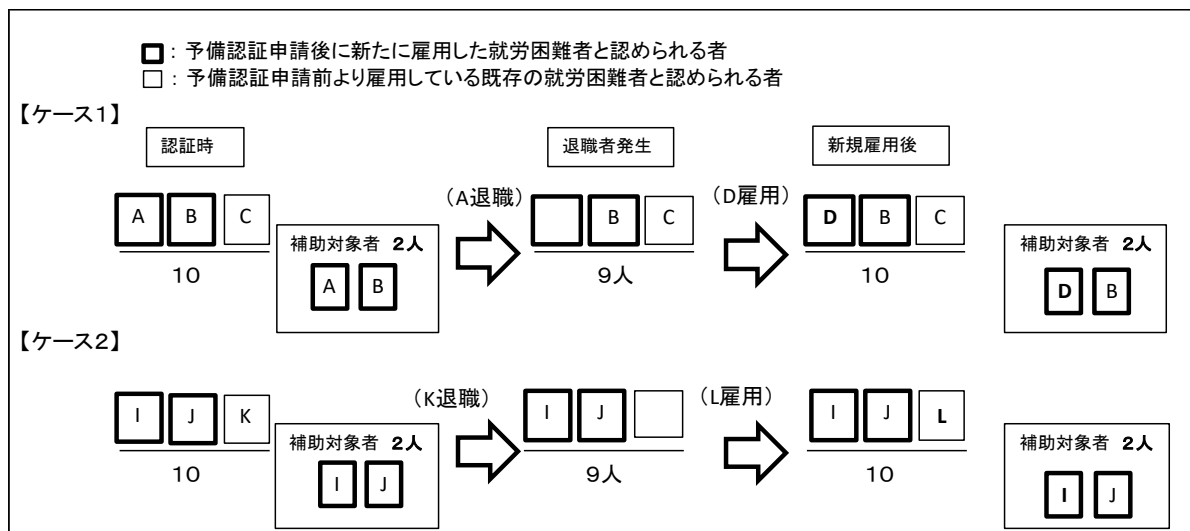 □：予備認証申請後に新たに雇用した就労困難者と認められる者
□：予備認証申請前より雇用している既存の就労困難者と認められる者
【ケース１】
認証時
退職者発生
新規雇用後
（A退職）
（D雇用）
A B C
B C
D B C
補助対象者 ２人
補助対象者 ２人
10
9人
10
A B
D B
【ケース２】
（K退職）
（L雇用）
I J K
I J
I J L
補助対象者 ２人
補助対象者 ２人
10
9人
10
I J
I J